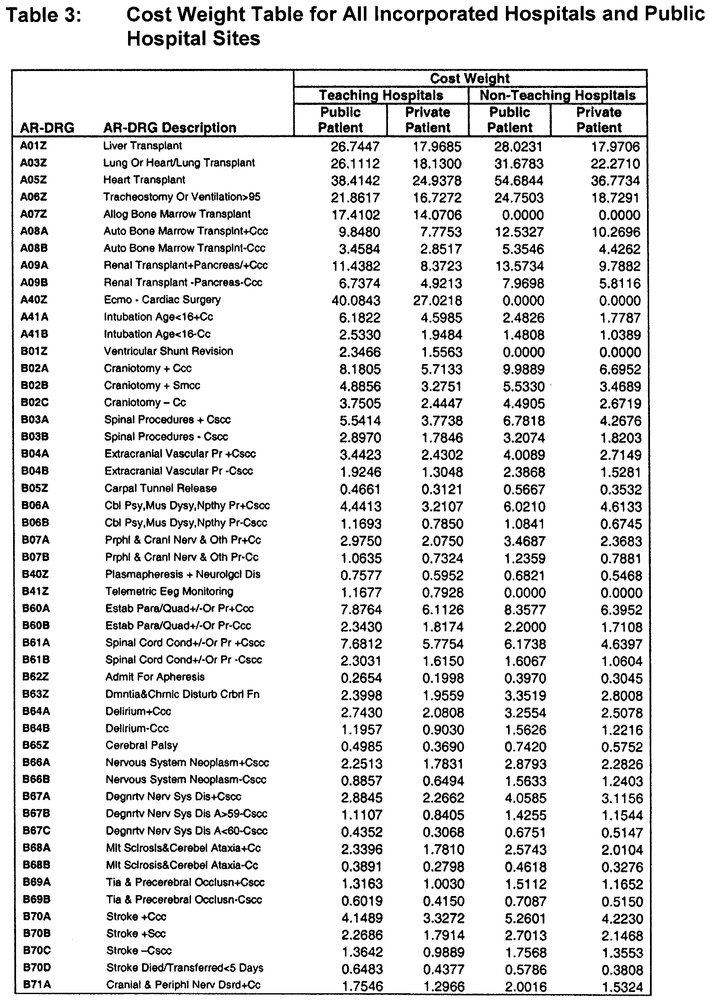 Table 3: Cost Weight Table for All Incorporated Hospitals and Public
Hospital Sites
Cost Weight
Teaching Hospitals Non-Teaching Hospitals
Public Private Public Private
AR-DRG AR-DRG Description Patient Patient Patient Patient
A01Z Liver Transplant 26.7447 17.9685 28.0231 17.9706
A03Z Lung Or Heart/Lung Transplant 26.1112 18.1300 31.6783 22.2710
A05Z Heart Transplant 38.4142 24.9378 54.6844 36.7734
A06Z Tracheostomy Or Ventilation>95 21.8617 16.7272 24.7503 18.7291
A07Z Allog Bone Marrow Transplant 17.4102 14.0706 0.0000 0.0000
A08A Auto Bone Marrow Transplnt+Ccc 9.8480 7.7753 12.5327 10.2696
A08B Auto Bone Marrow Transplnt-Ccc 3.4584 2.8517 5.3546 4.4262
A09A Renal Transplant+Pancreas/+Ccc 11.4382 8.3723 13.5734 9.7882
A09B Renal Transplant -Pancreas-Ccc 6.7374 4.9213 7.9698 5.8116
A40Z Ecmo - Cardiac Surgery 40.0843 27.0218 0.0000 0.0000
A41A Intubation Age<16+Cc 6.1822 4.5985 2.4826 1.7787
A41B Intubation Age<16-Cc 2.5330 1.9484 1.4808 1.0389
B01Z Ventricular Shunt Revision 2.3466 1.5563 0.0000 0.0000
B02A Craniotomy + Ccc 8.1805 5.7133 9.9889 6.6952
B02B Craniotomy + Smcc 4.8856 3.2751 5.5330 3.4689
B02C Craniotomy – Cc 3.7505 2.4447 4.4905 2.6719
B03A Spinal Procedures + Cscc 5.5414 3.7738 6.7818 4.2676
B03B Spinal Procedures - Cscc 2.8970 1.7846 3.2074 1.8203
B04A Extracranial Vascular Pr +Cscc 3.4423 2.4302 4.0089 2.7149
B04B Extracranial Vascular Pr -Cscc 1.9246 1.3048 2.3868 1.5281
B05Z Carpal Tunnel Release 0.4661 0.3121 0.5667 0.3532
B06A Cbl Psy,Mus Dysy,Npthy Pr+Cscc 4.4413 3.2107 6.0210 4.6133
B06B Cbl Psy,Mus Dysy,Npthy Pr-Cscc 1.1693 0.7850 1.0841 0.6745
B07A Prphl & Cranl Nerv & Oth Pr+Cc 2.9750 2.0750 3.4687 2.3683
B07B Prphl & Cranl Nerv & Oth Pr-Cc 1.0635 0.7324 1.2359 0.7881
B40Z Plasmapheresis + Neurolgcl Dis 0.7577 0.5952 0.6821 0.5468
B41Z Telemetric Eeg Monitoring 1.1677 0.7928 0.0000 0.0000
B60A Estab Para/Quad+/-Or Pr+Ccc 7.8764 6.1126 8.3577 6.3952
B60B Estab Para/Quad+/-Or Pr-Ccc 2.3430 1.8174 2.2000 1.7108
B61A Spinal Cord Cond+/-Or Pr +Cscc 7.6812 5.7754 6.1738 4.6397
B61B Spinal Cord Cond+/-Or Pr -Cscc 2.3031 1.6150 1.6067 1.0604
B62Z Admit For Apheresis 0.2654 0.1998 0.3970 0.3045
B63Z Dmntia&Chrnic Disturb Crbrl Fn 2.3998 1.9559 3.3519 2.8008
B64A Delirium+Ccc 2.7430 2.0808 3.2554 2.5078
B64B Delirium-Ccc 1.1957 0.9030 1.5626 1.2216
B65Z Cerebral Palsy 0.4985 0.3690 0.7420 0.5752
B66A Nervous System Neoplasm+Cscc 2.2513 1.7831 2.8793 2.2826
B66B Nervous System Neoplasm-Cscc 0.8857 0.6494 1.5633 1.2403
B67A Degnrtv Nerv Sys Dis+Cscc 2.8845 2.2662 4.0585 3.1156
B67B Degnrtv Nerv Sys Dis A>59-Cscc 1.1107 0.8405 1.4255 1.1544
B67C Degnrtv Nerv Sys Dis A<60-Cscc 0.4352 0.3068 0.6751 0.5147
B68A Mlt Sclrosis&Cerebel Ataxia+Cc 2.3396 1.7810 2.5743 2.0104
B68B Mlt Sclrosis&Cerebel Ataxia-Cc 0.3891 0.2798 0.4618 0.3276
B69A Tia & Precerebral Occlusn+Cscc 1.3163 1.0030 1.5112 1.1652
B69B Tia & Precerebral Occlusn-Cscc 0.6019 0.4150 0.7087 0.5150
B70A Stroke +Ccc 4.1489 3.3272 5.2601 4.2230
B70B Stroke +Scc 2.2686 1.7914 2.7013 2.1468
B70C Stroke –Cscc 1.3642 0.9889 1.7568 1.3553
B70D Stroke Died/Transferred<5 Days 0.6483 0.4377 0.5786 0.3808
B71A Cranial & Periphl Nerv Dsrd+Cc 1.7546 1.2966 2.0016 1.5324